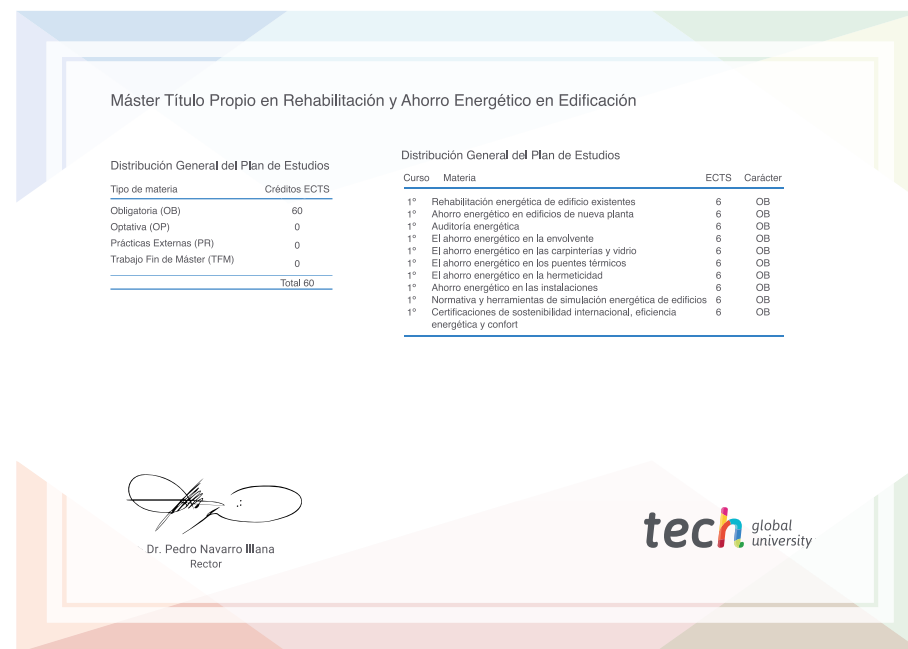 Máster Título Propio en Rehabilitación y Ahorro Energético en Edificación
Distribución General del Plan de Estudios
Tipo de materia Créditos ECTS
Obligatoria (OB) 60
Optativa (OP) 0
Prácticas Externas (PR) 0
Trabajo Fin de Máster (TFM) 0
Total 60
Distribución General del Plan de Estudios
Curso Materia ECTS Carácter
1º Rehabilitación energética de edificio existentes 6 OB
1º Ahorro energético en edificios de nueva planta 6 OB
1º Auditoría energética 6 OB
1º El ahorro energético en la envolvente 6 OB
1º El ahorro energético en las carpinterías y vidrio 6 OB
1º El ahorro energético en los puentes térmicos 6 OB
1º El ahorro energético en la hermeticidad 6 OB
1º Ahorro energético en las instalaciones 6 OB
1º Normativa y herramientas de simulación energética de edificios 6 OB
1º Certificaciones de sostenibilidad internacional, eficiencia 6 OB
energética y confort
Dr. Pedro Navarro Illana
Rector
tech global
university